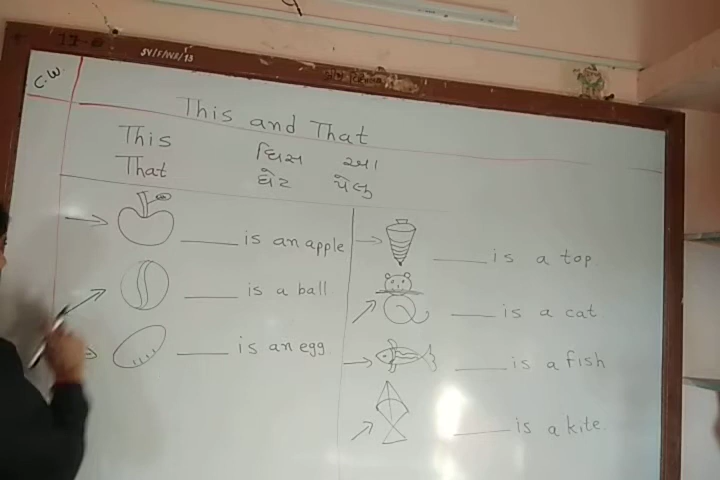 C.W.
This and That
This ધિસ આ
That ધેટ પેલુ
____ is an apple
____ is a ball
____ is an egg
____ is a top
____ is a cat
____ is a fish
____ is a kite.